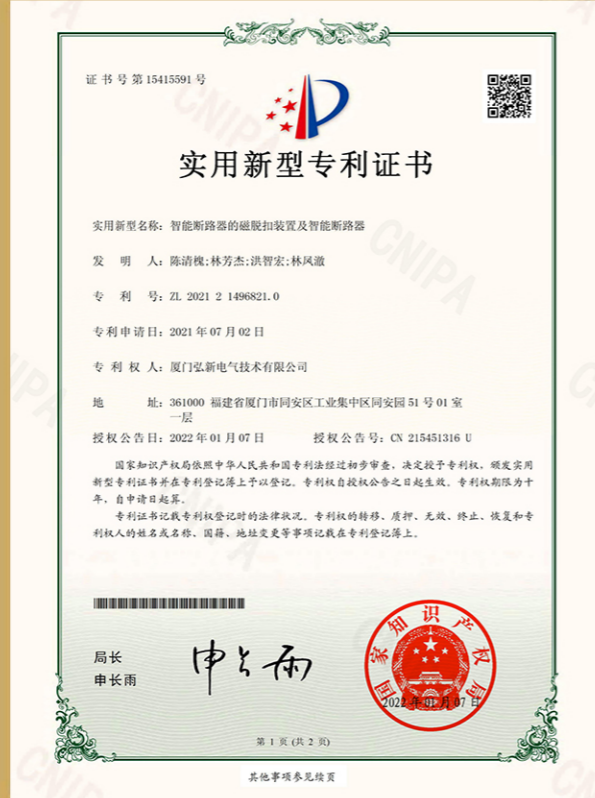 证书号第15415591号
实用新型专利证书
实用新型名称：智能断路器的磁脱扣装置及智能断路器
发明人：陈清槐;林芳杰;洪智宏;林凤澈
专利号：ZL 2021 2 1496821.0
专利申请日：2021年07月02日
专利权人：厦门弘新电气技术有限公司
地址：361000 福建省厦门市同安区工业集中区同安园51号01室
一层
授权公告日：2022年01月07日 授权公告号：CN 215451316 U
国家知识产权局依照中华人民共和国专利法经过初步审查，决定授予专利权，颁发实用
新型专利证书并在专利登记簿上予以登记。专利权自授权公告之日起生效。专利权期限为十
年，自申请日起算。
专利证书记载专利权登记时的法律状况。专利权的转移、质押、无效、终止、恢复和专
利权人的姓名或名称、国籍、地址变更等事项记载在专利登记簿上。
局长
申长雨
申长雨
国家知识产权局
2022年01月07日
第 1 页 (共 2 页)
其他事项参见续页
CNIPA
CNIPA
CNIPA
CNIPA